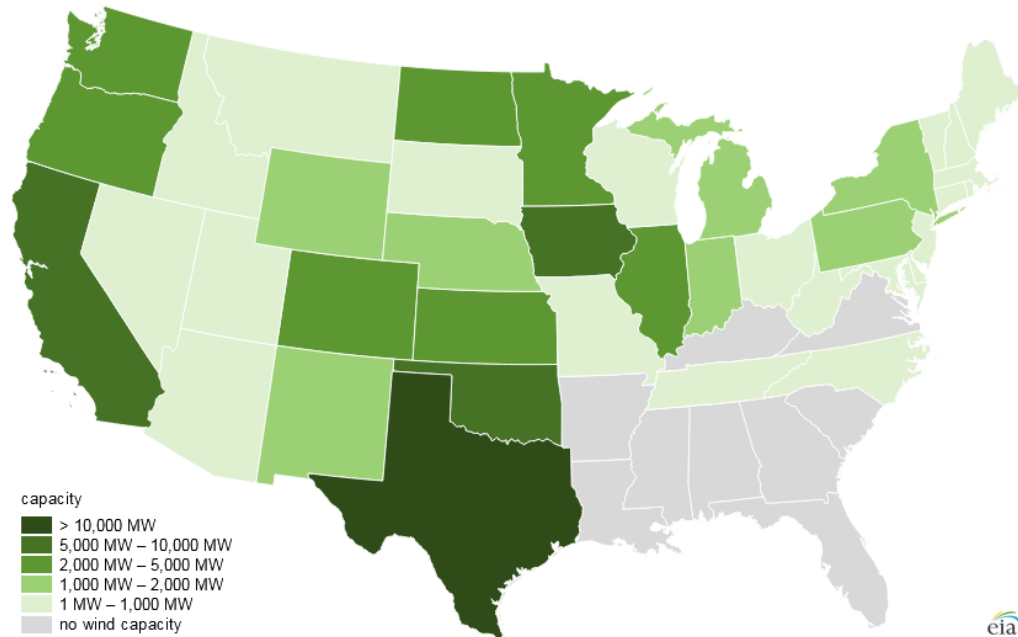 capacity
> 10,000 MW
5,000 MW – 10,000 MW
2,000 MW – 5,000 MW
1,000 MW – 2,000 MW
1 MW – 1,000 MW
no wind capacity
eia